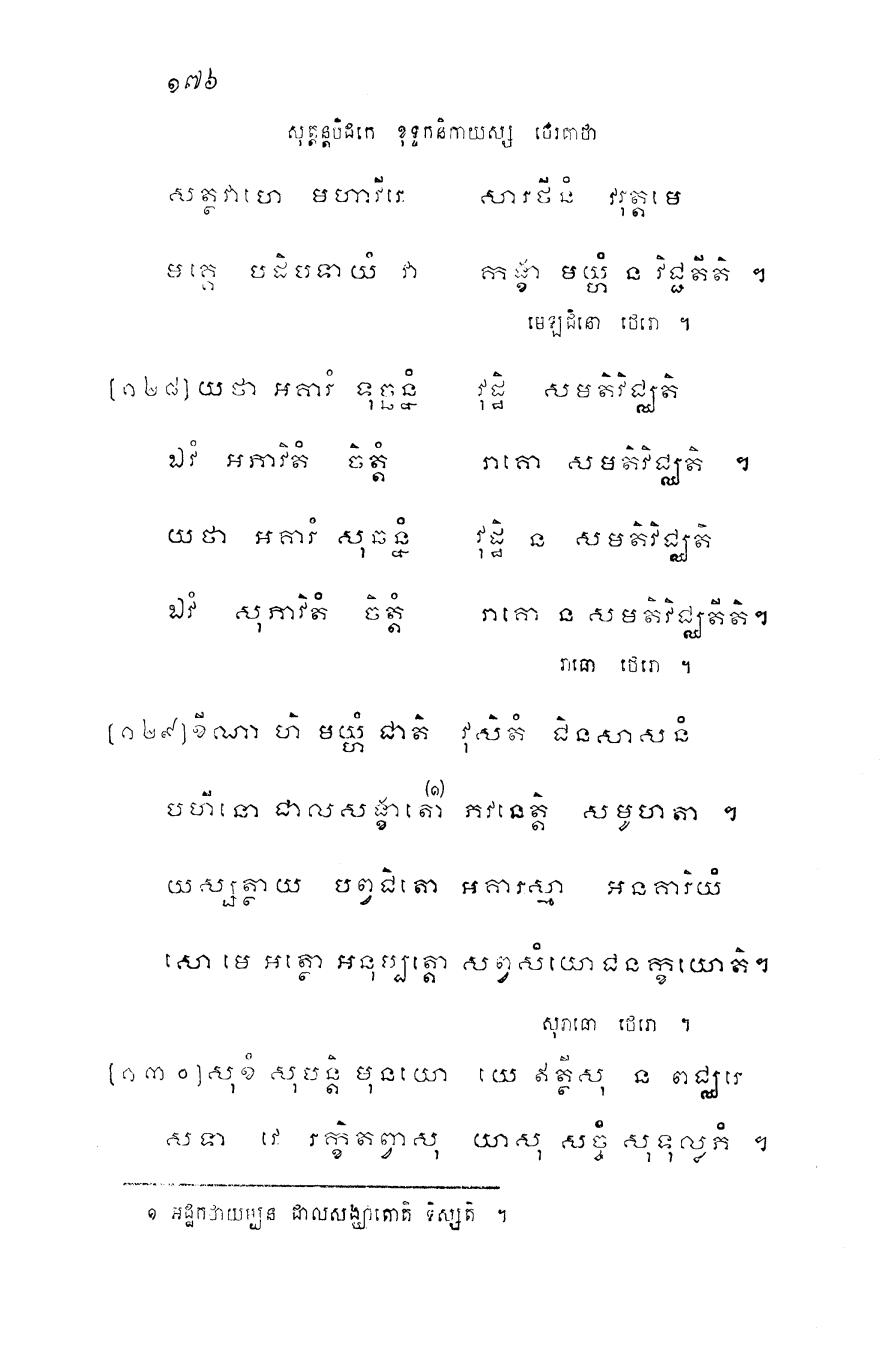 ១៧៦
សុត្តន្តបិដកេ ខុទ្ទកនិកាយស្ស ថេរគាថា
សត្ថវាហេ មហាវីរេ សារថីនំ វរុត្តមេ
មគ្គេ បដិបទាយំ វា កង្ខា មយ្ហំ ន វិជ្ជតីតិ ។
មេឡជិនោ ថេរោ ។
[១២៨] យថា អគារំ ទុច្ឆន្នំ វុដ្ឋិ សមតិវិជ្ឈតិ
ឯវំ អភាវិតំ ចិត្តំ រាគោ សមតិវិជ្ឈតិ ។
យថា អគារំ សុឆន្នំ វុដ្ឋិ ន សមតិវិជ្ឈតិ
ឯវំ សុភាវិតំ ចិត្តំ រាគោ ន សមតិវិជ្ឈតីតិ។
រាធោ ថេរោ ។
[១២៩] ខីណា ហិ មយ្ហំ ជាតិ វុសិតំ ជិនសាសនំ
បហីនោ ជាលសង្ខាតោ(១) ភវនេត្តិ សមូហតា ។
យស្សត្ថាយ បព្វជិតោ អគារស្មា អនគារិយំ
សោ មេ អត្ថោ អនុប្បត្តោ សព្វសំយោជនក្ខយោតិ។
សុរាធោ ថេរោ ។
[១៣០] សុខំ សុបន្តិ មុនយោ យេ ឥត្ថីសុ ន ពជ្ឈរេ
សទា វេ រក្ខិតព្វាសុ យាសុ សច្ចំ សុទុល្លភំ ។
១ អដ្ឋកថាយម្បន ជាលសង្ឃាតោតិ ទិស្សតិ ។